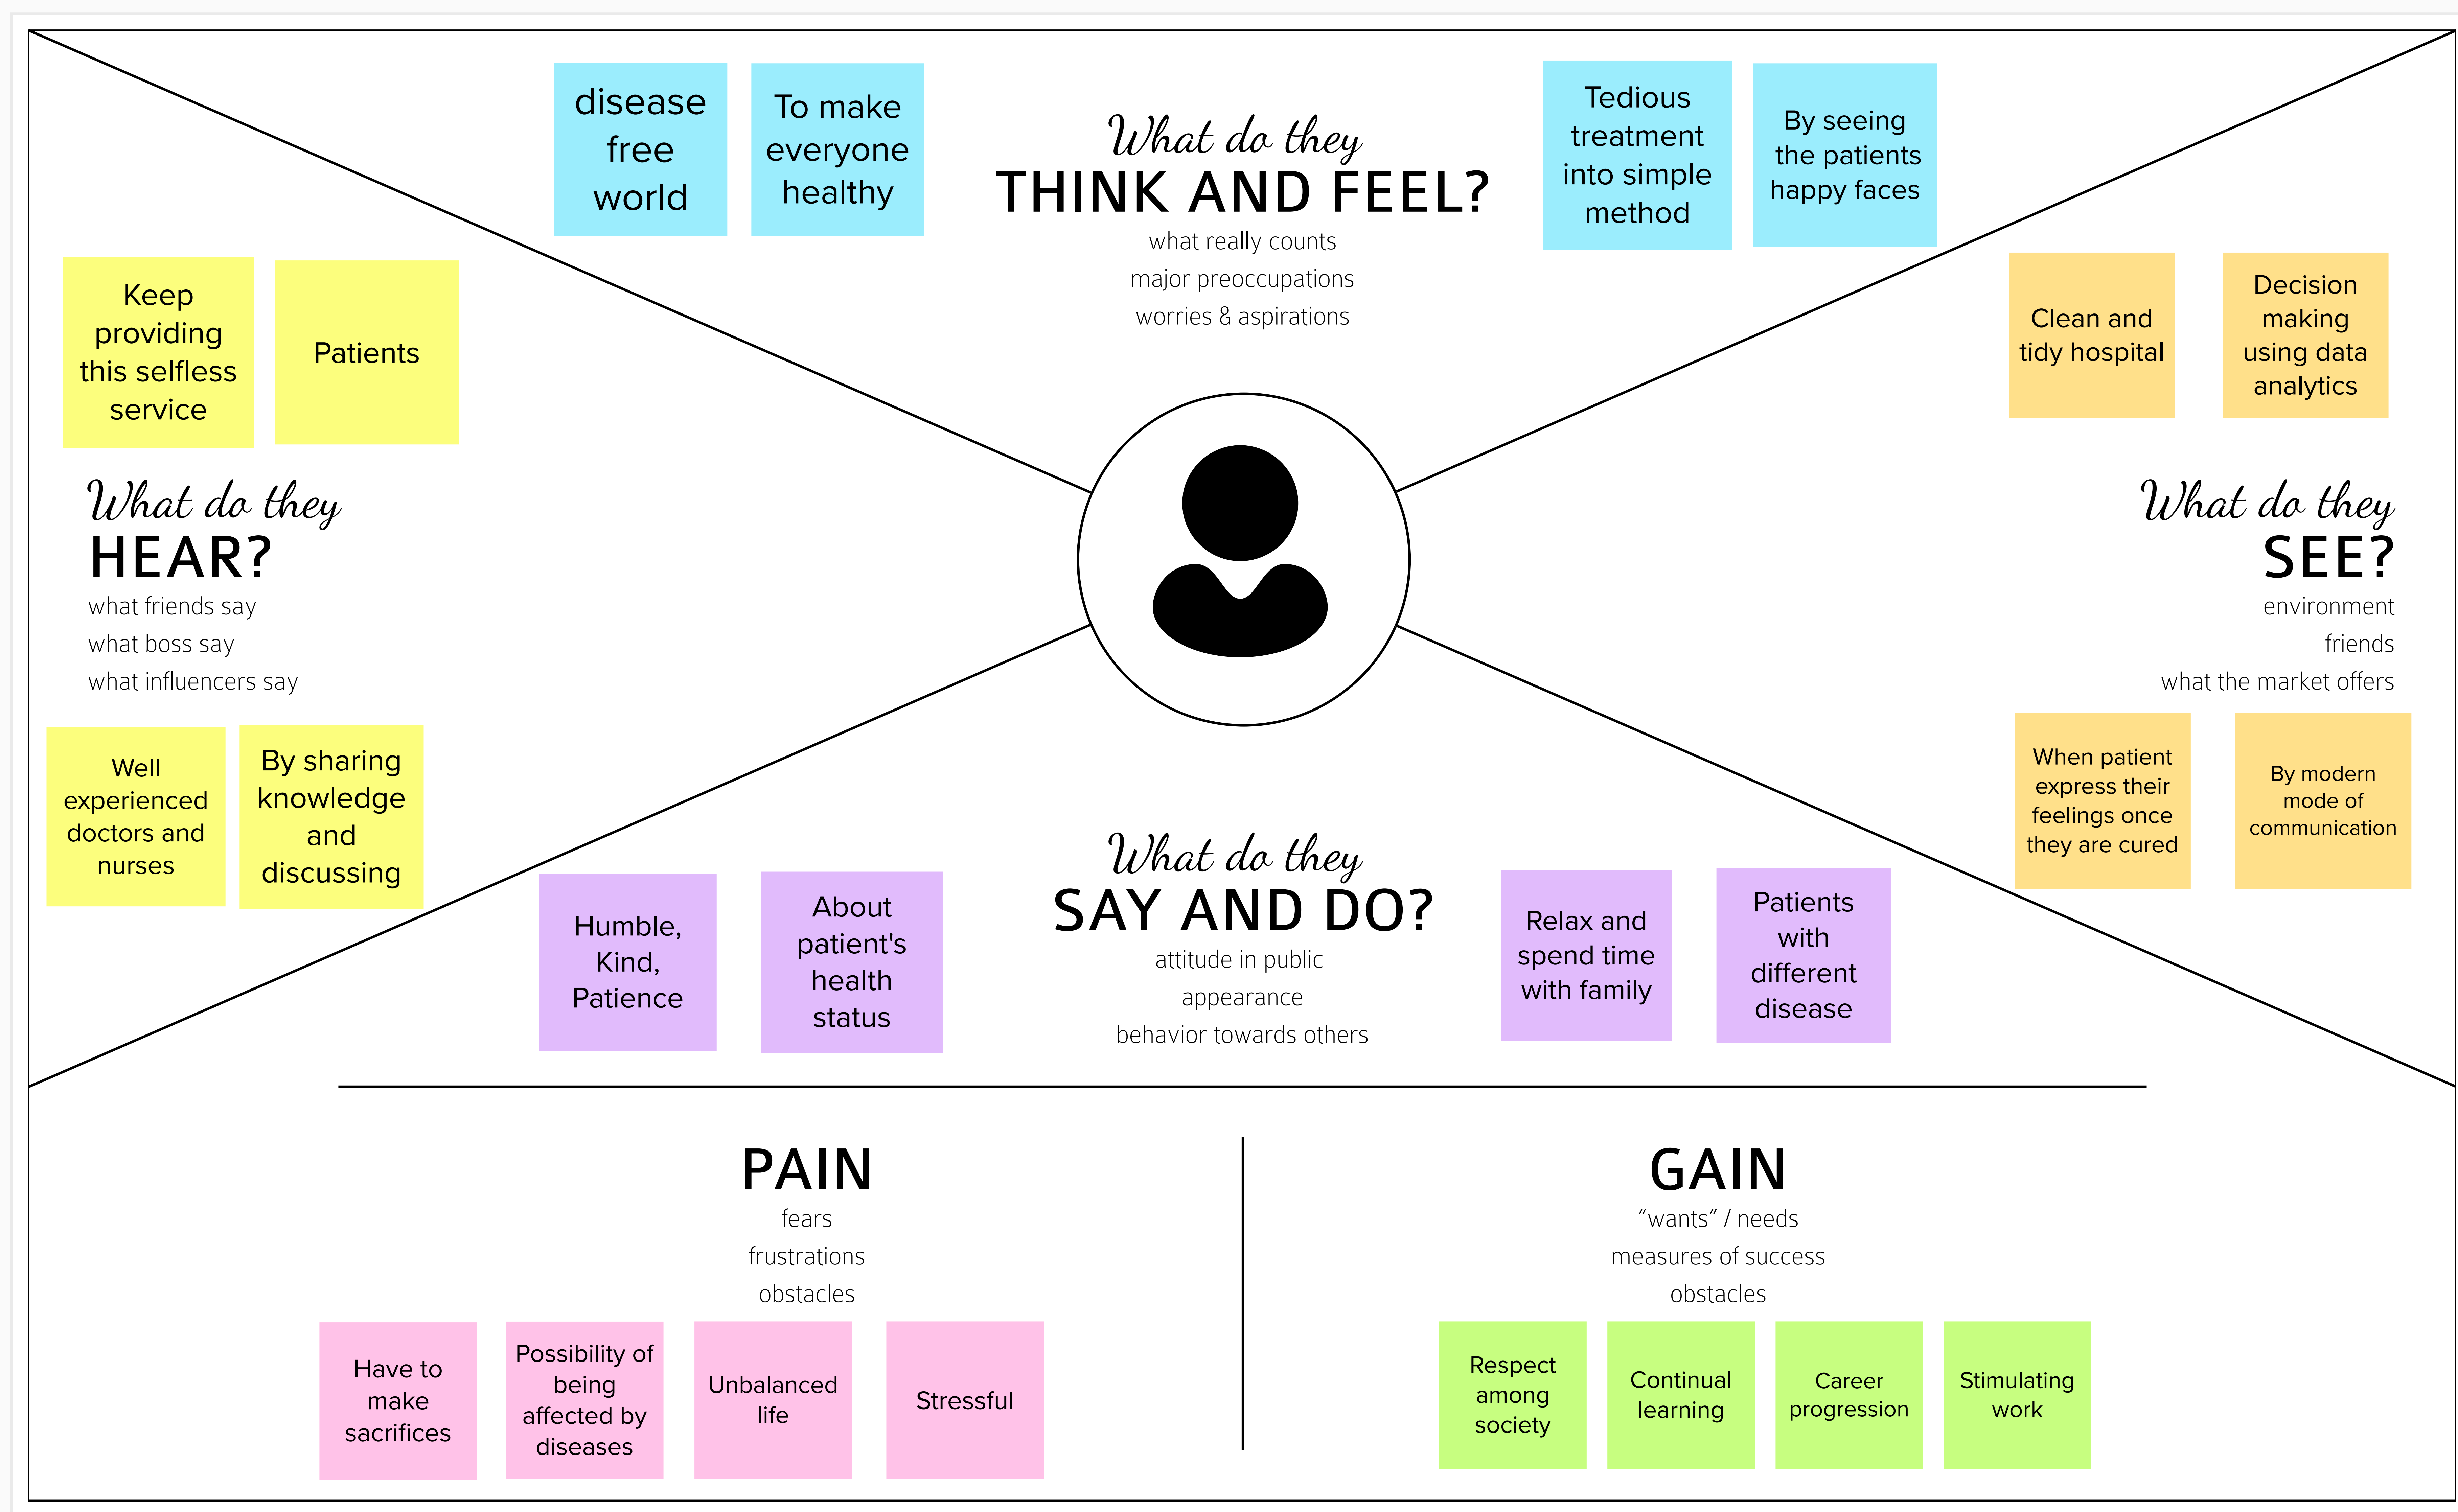 disease
free
world
To make
everyone
healthy
What do they
THINK AND FEEL?
what really counts
major preoccupations
worries & aspirations
Tedious
treatment
into simple
method
By seeing
the patients
happy faces
Keep
providing
this selfless
service
Patients
What do they
HEAR?
what friends say
what boss say
what influencers say
Well
experienced
doctors and
nurses
By sharing
knowledge
and
discussing
Clean and
tidy hospital
Decision
making
using data
analytics
What do they
SEE?
environment
friends
what the market offers
When patient
express their
feelings once
they are cured
By modern
mode of
communication
Humble,
Kind,
Patience
About
patient's
health
status
What do they
SAY AND DO?
attitude in public
appearance
behavior towards others
Relax and
spend time
with family
Patients
with
different
disease
PAIN
fears
frustrations
obstacles
Have to
make
sacrifices
Possibility of
being
affected by
diseases
Unbalanced
life
Stressful
GAIN
“wants” / needs
measures of success
obstacles
Respect
among
society
Continual
learning
Career
progression
Stimulating
work